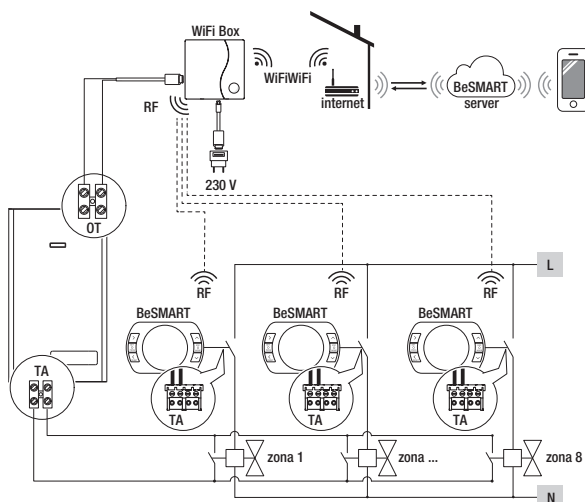 WiFi Box
WiFiWiFi
internet
BeSMART
server
RF
230 V
OT
L
RF
RF
RF
BeSMART
BeSMART
BeSMART
TA
TA
TA
TA
zona 1
zona ...
zona 8
N